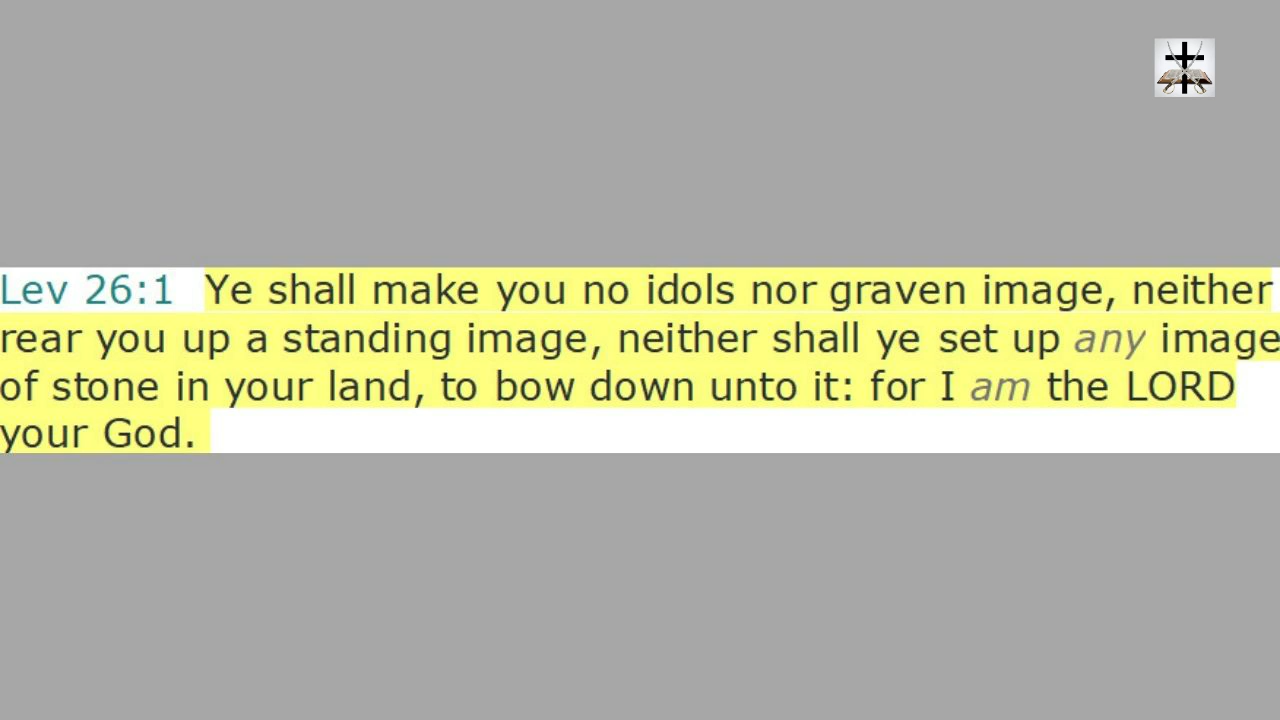 Lev 26:1 Ye shall make you no idols nor graven image, neither
rear you up a standing image, neither shall ye set up any image
of stone in your land, to bow down unto it: for I am the LORD
your God.